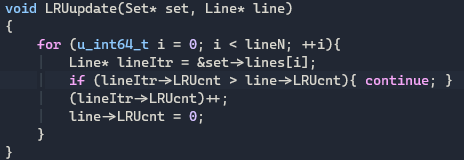 void LRUupdate(Set* set, Line* line)
{
    for (u_int64_t i = 0; i < lineN; ++i){
        Line* lineItr = &set->lines[i];
        if (lineItr->LRUcnt > line->LRUcnt){ continue; }
        (lineItr->LRUcnt)++;
        line->LRUcnt = 0;
    }
}